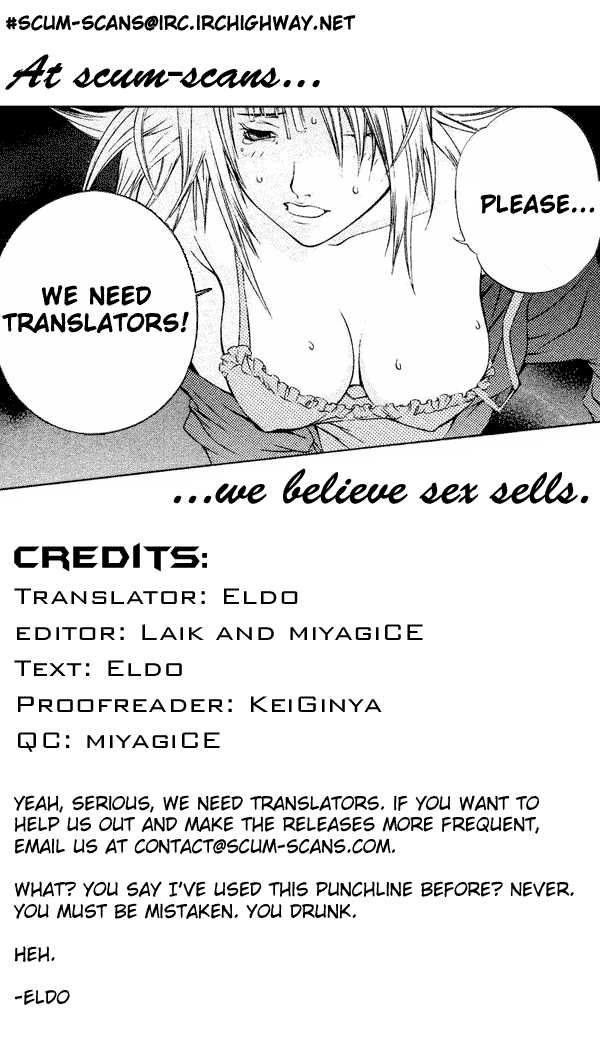 #SCUM-SCANS@IRC.IRCHIGHWAY.NET
At scum-scans...
PLEASE...
WE NEED
TRANSLATORS!
...we believe sex sells.
CREDITS:
TRANSLATOR: ELDO
EDITOR: LAIK AND MIYAGICE
TEXT: ELDO
PROOFREADER: KEIGINYA
QC: MIYAGICE
YEAH, SERIOUS, WE NEED TRANSLATORS. IF YOU WANT TO
HELP US OUT AND MAKE THE RELEASES MORE FREQUENT,
EMAIL US AT CONTACT@SCUM-SCANS.COM.
WHAT? YOU SAY I'VE USED THIS PUNCHLINE BEFORE? NEVER.
YOU MUST BE MISTAKEN. YOU DRUNK.
HEH.
-ELDO